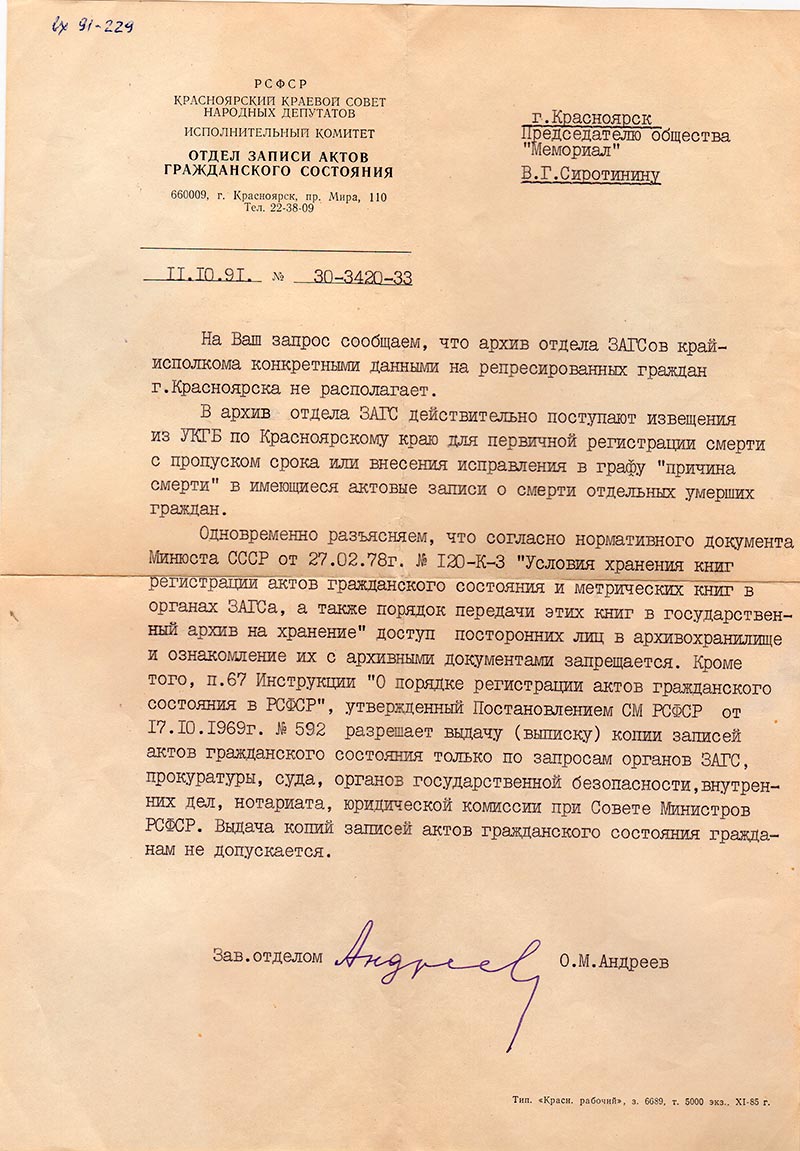 вх 91-229
РСФСР
КРАСНОЯРСКИЙ КРАЕВОЙ СОВЕТ
НАРОДНЫХ ДЕПУТАТОВ
ИСПОЛНИТЕЛЬНЫЙ КОМИТЕТ
ОТДЕЛ ЗАПИСИ АКТОВ
ГРАЖДАНСКОГО СОСТОЯНИЯ
660009, г. Красноярск, пр. Мира, 110
Тел. 22-38-09
11.10.91. № 30-3420-33
г.Красноярск
Председателю общества
"Мемориал"
В.Г.Сиротинину
На Ваш запрос сообщаем, что архив отдела ЗАГСов край-
исполкома конкретными данными на репресированных граждан
г.Красноярска не располагает.
В архив отдела ЗАГС действительно поступают извещения
из УКГБ по Красноярскому краю для первичной регистрации смерти
с пропуском срока или внесения исправления в графу "причина
смерти" в имеющиеся актовые записи о смерти отдельных умерших
граждан.
Одновременно разъясняем, что согласно нормативного документа
Минюста СССР от 27.02.78г. № 120-К-3 "Условия хранения книг
регистрации актов гражданского состояния и метрических книг в
органах ЗАГСа, а также порядок передачи этих книг в государствен-
ный архив на хранение" доступ посторонних лиц в архивохранилище
и ознакомление их с архивными документами запрещается. Кроме
того, п.67 Инструкции "О порядке регистрации актов гражданского
состояния в РСФСР", утвержденный Постановлением СМ РСФСР от
17.10.1969г. № 592 разрешает выдачу (выписку) копии записей
актов гражданского состояния только по запросам органов ЗАГС,
прокуратуры, суда, органов государственной безопасности,внутрен-
них дел, нотариата, юридической комиссии при Совете Министров
РСФСР. Выдача копий записей актов гражданского состояния гражда-
нам не допускается.
Зав.отделом Андреев О.М.Андреев
Тип. «Красн. рабочий», з. 6689, т. 5000 экз.. XI-85 г.